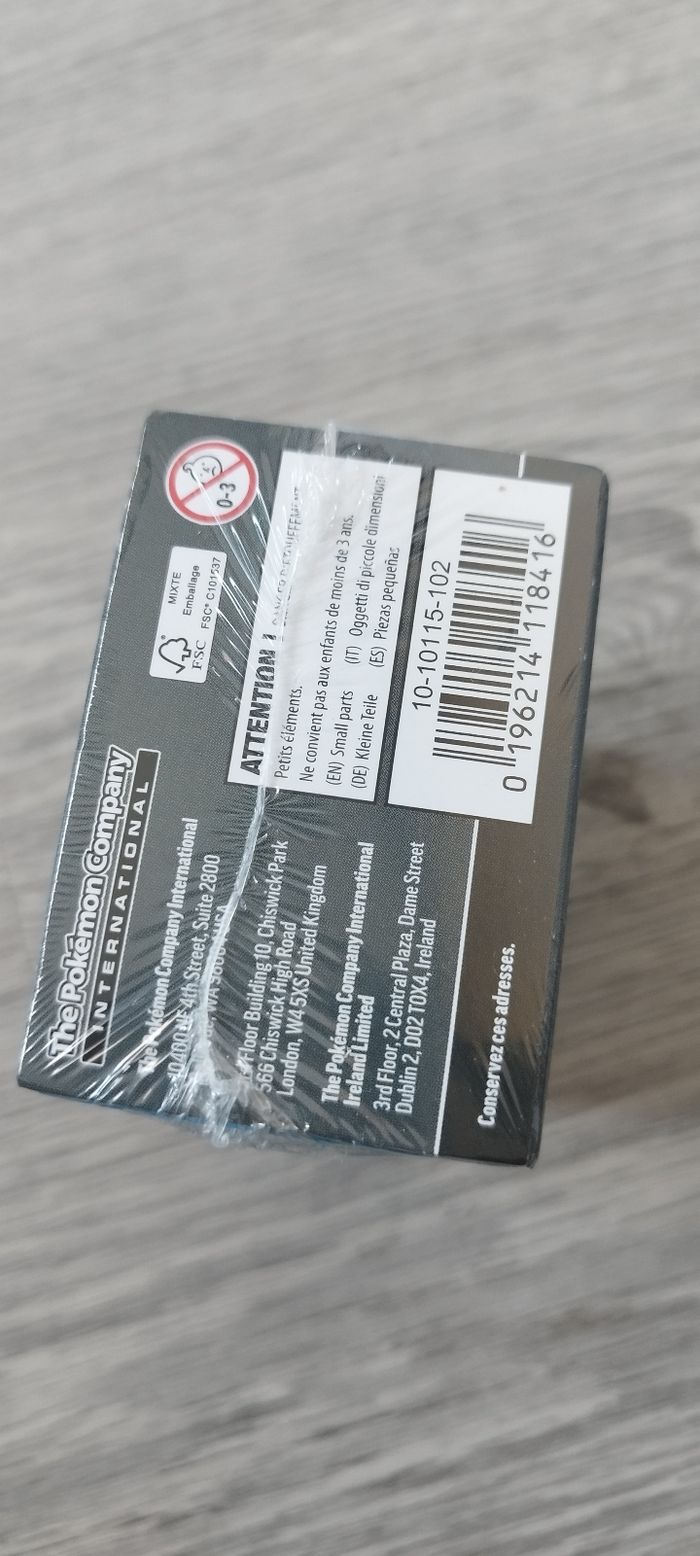 The Pokémon Company
INTERNATIONAL
The Pokémon Company International
4th Street, Suite 2800
Floor Building 10, Chiswick Park
566 Chiswick High Road
London, W4 5XS United Kingdom
The Pokémon Company International
Ireland Limited
3rd Floor, 2 Central Plaza, Dame Street
Dublin 2, D02 T0X4, Ireland
Conservez ces adresses.
0-3
FSC
MIXTE
Emballage
FSC® C101537
ATTENTION !
Petits éléments.
Ne convient pas aux enfants de moins de 3 ans.
(EN) Small parts (IT) Oggetti di piccole dimensioni
(DE) Kleine Teile (ES) Piezas pequeñas
10-10115-102
0 196214 118416